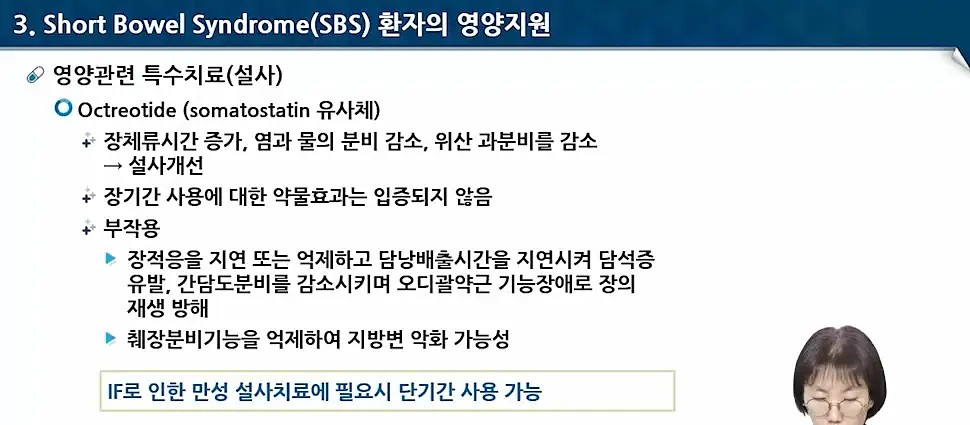 3. Short Bowel Syndrome(SBS) 환자의 영양지원
영양관련 특수치료(설사)
Octreotide (somatostatin 유사체)
장체류시간 증가, 염과 물의 분비 감소, 위산 과분비를 감소
→ 설사개선
장기간 사용에 대한 약물효과는 입증되지 않음
부작용
장적응을 지연 또는 억제하고 담낭배출시간을 지연시켜 담석증
유발, 간담도분비를 감소시키며 오디괄약근 기능장애로 장의
재생 방해
췌장분비기능을 억제하여 지방변 악화 가능성
IF로 인한 만성 설사치료에 필요시 단기간 사용 가능